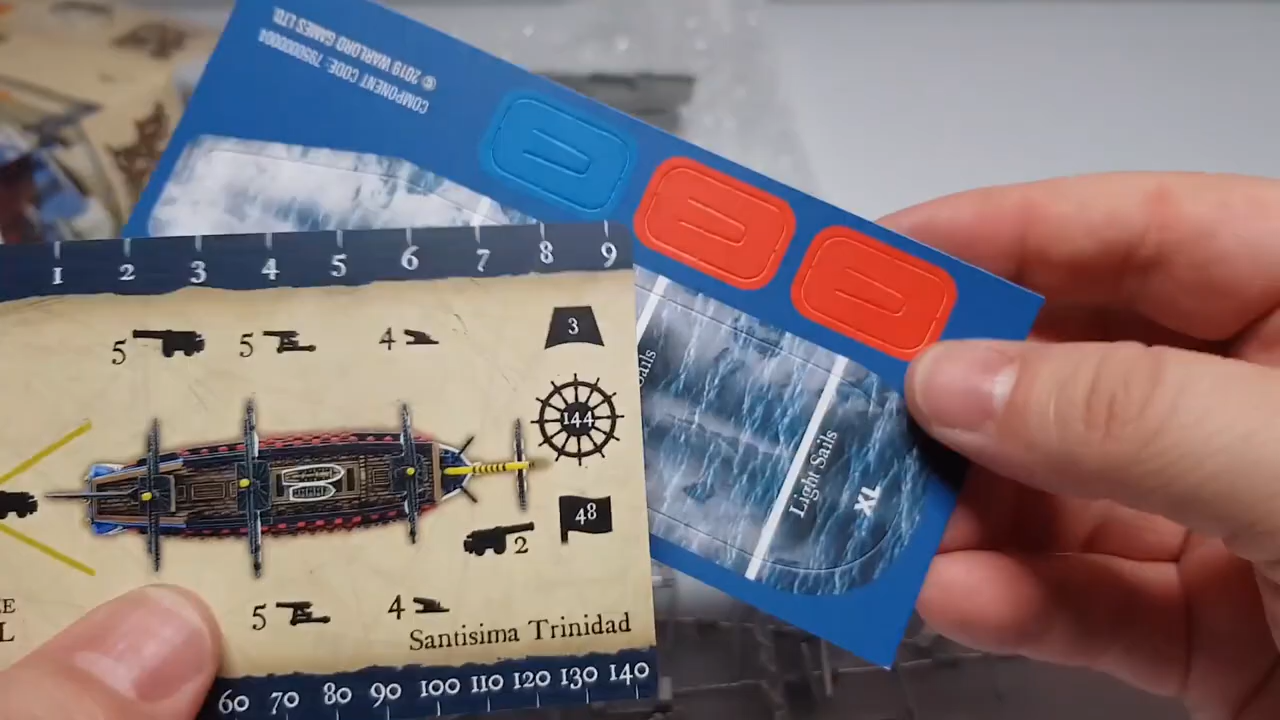 © 2019 WARLORD GAMES LTD.
COMPONENT CODE: 795000004
1 2 3 4 5 6 7 8 9
5 5 4 3
144
48
2
5 4
Santisima Trinidad
60 70 80 90 100 110 120 130 140
Light Sails
XL